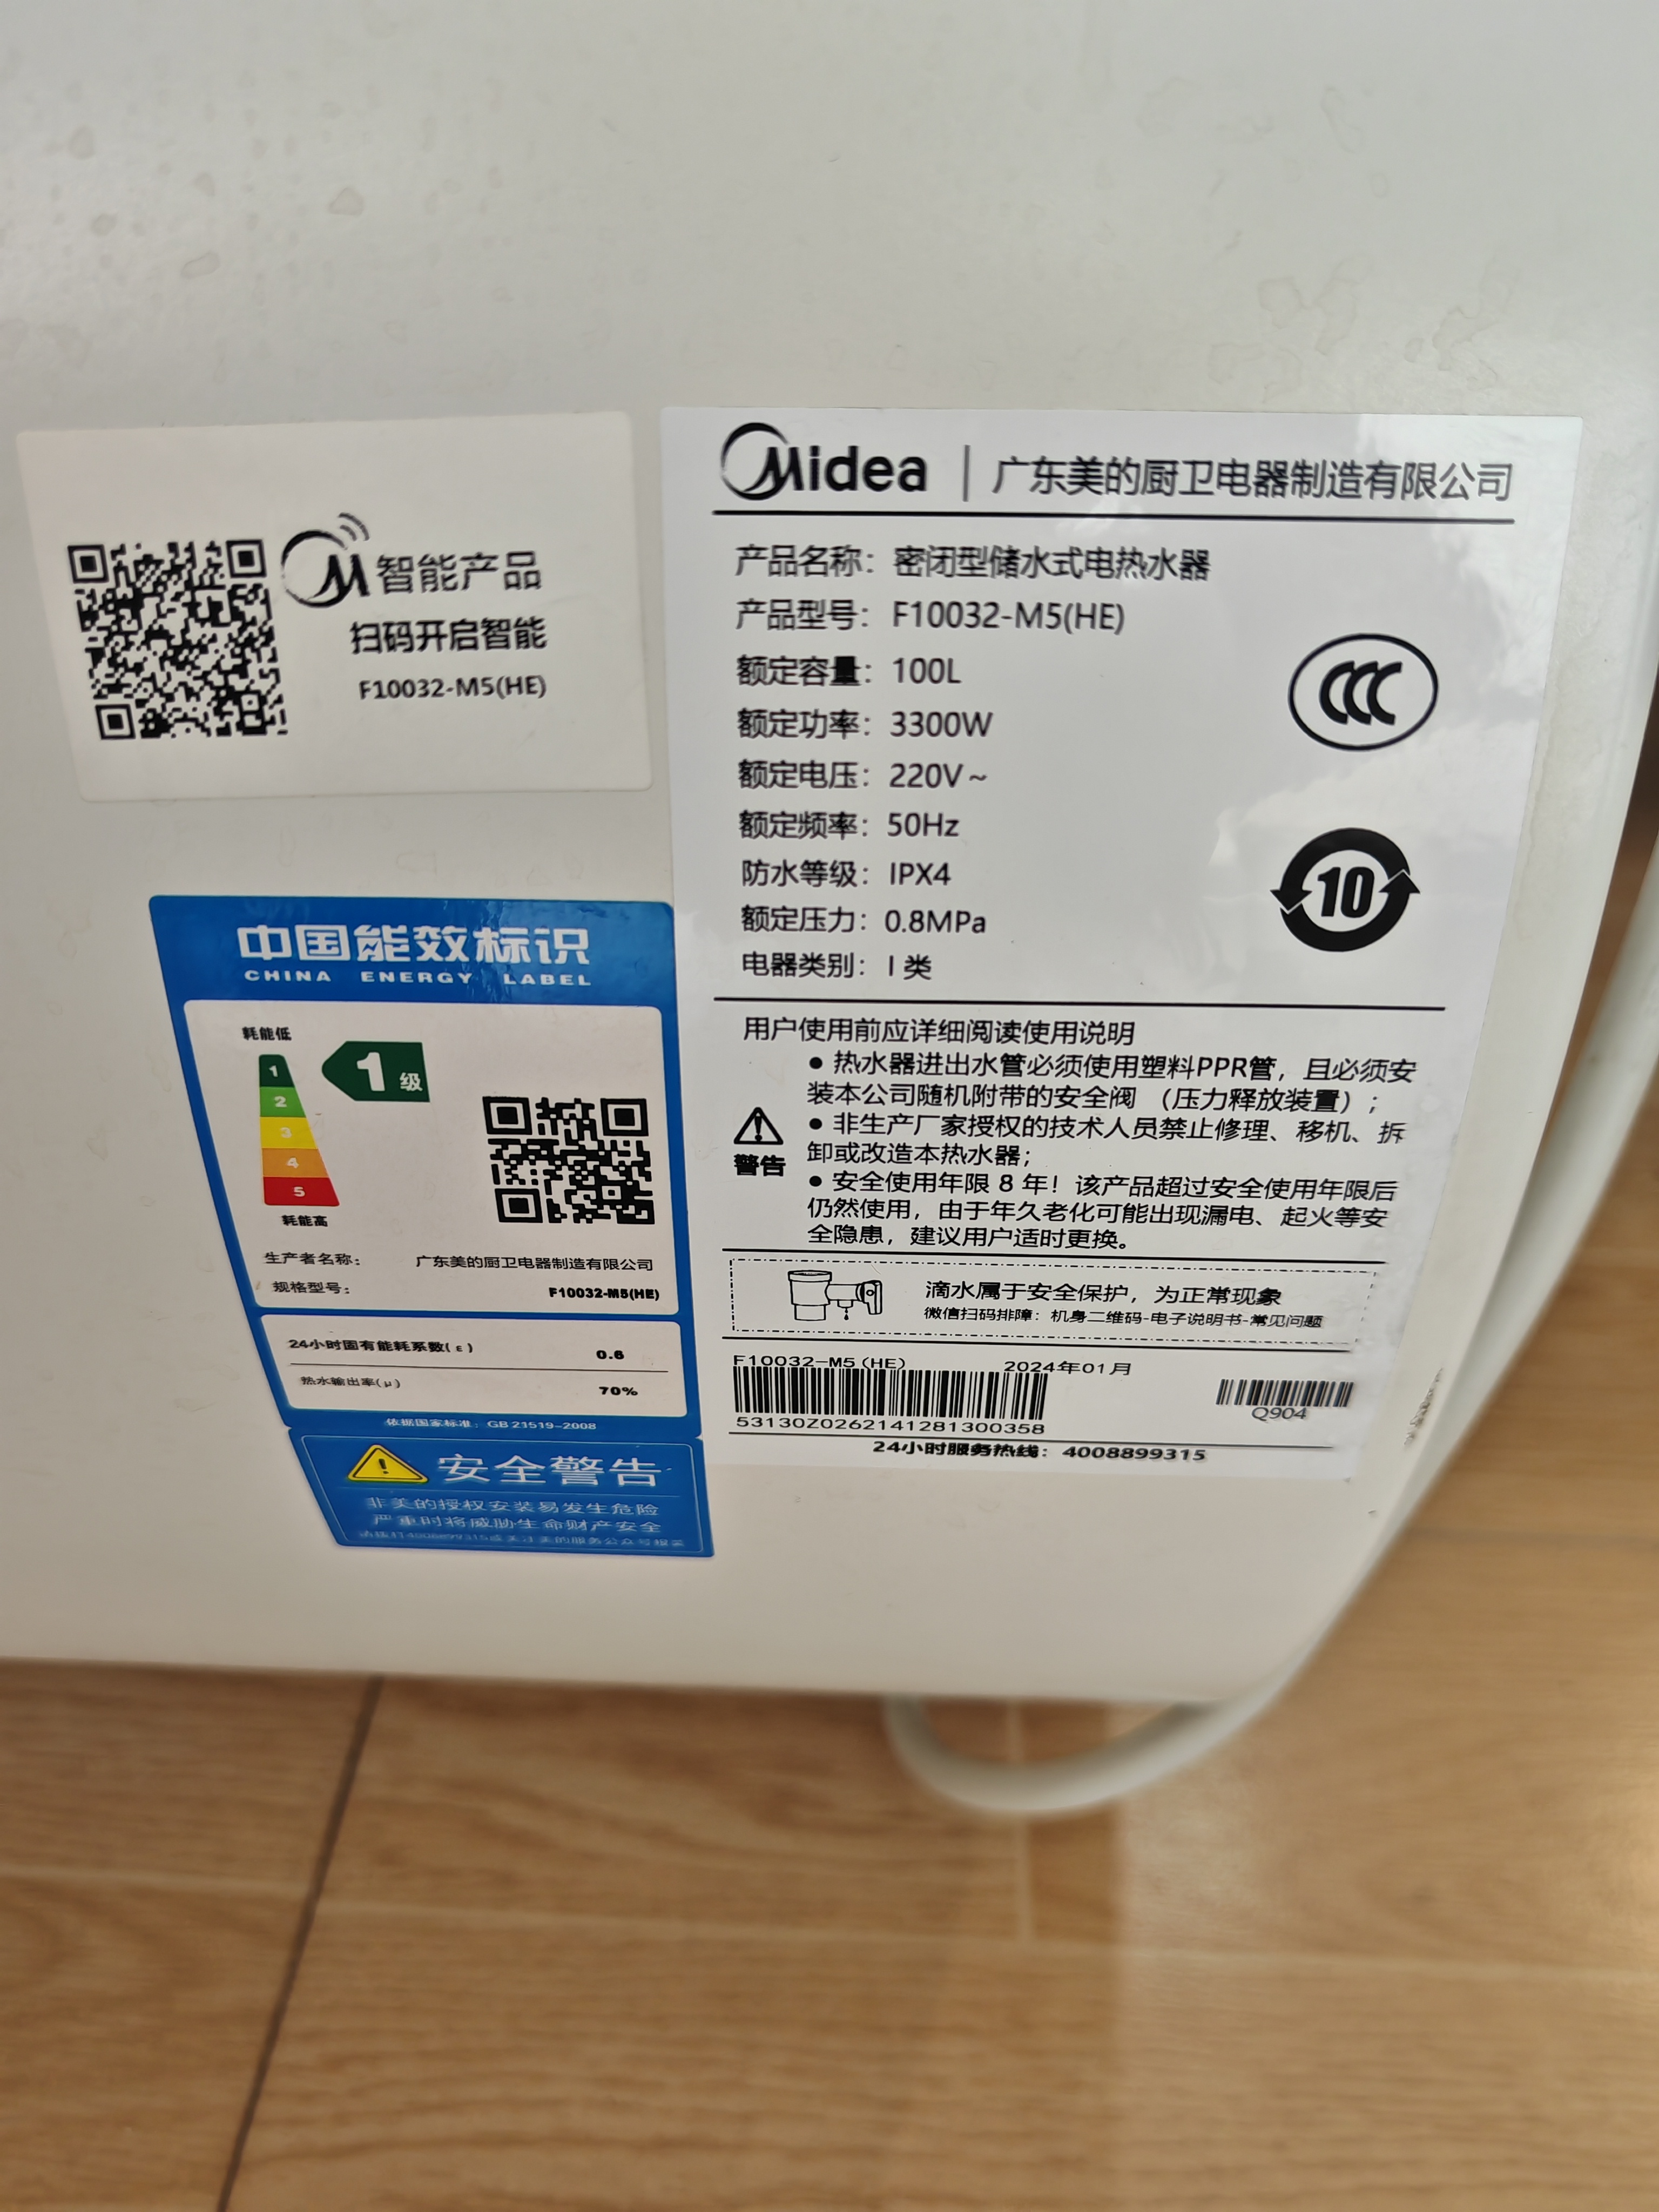 智能产品
扫码开启智能
F10032-M5(HE)
Midea | 广东美的厨卫电器制造有限公司
产品名称：密闭型储水式电热水器
产品型号：F10032-M5(HE)
额定容量：100L
额定功率：3300W
额定电压：220V~
额定频率：50Hz
防水等级：IPX4
额定压力：0.8MPa
电器类别：I 类
CCC
10
用户使用前应详细阅读使用说明
警告
● 热水器进出水管必须使用塑料PPR管，且必须安
装本公司随机附带的安全阀（压力释放装置）；
● 非生产厂家授权的技术人员禁止修理、移机、拆
卸或改造本热水器；
● 安全使用年限 8 年！该产品超过安全使用年限后
仍然使用，由于年久老化可能出现漏电、起火等安
全隐患，建议用户适时更换。
滴水属于安全保护，为正常现象
微信扫码排障：机身二维码-电子说明书-常见问题
F10032-M5(HE) 2024年01月
53130Z0262141281300358
Q904
24小时服务热线：4008899315
中国能效标识
CHINA ENERGY LABEL
耗能低
1
2
3
4
5
耗能高
1级
生产者名称： 广东美的厨卫电器制造有限公司
规格型号： F10032-M5(HE)
24小时固有能耗系数(ε) 0.6
热水输出率(μ) 70%
依据国家标准：GB 21519-2008
安全警告
非美的授权安装易发生危险
严重时将威胁生命财产安全